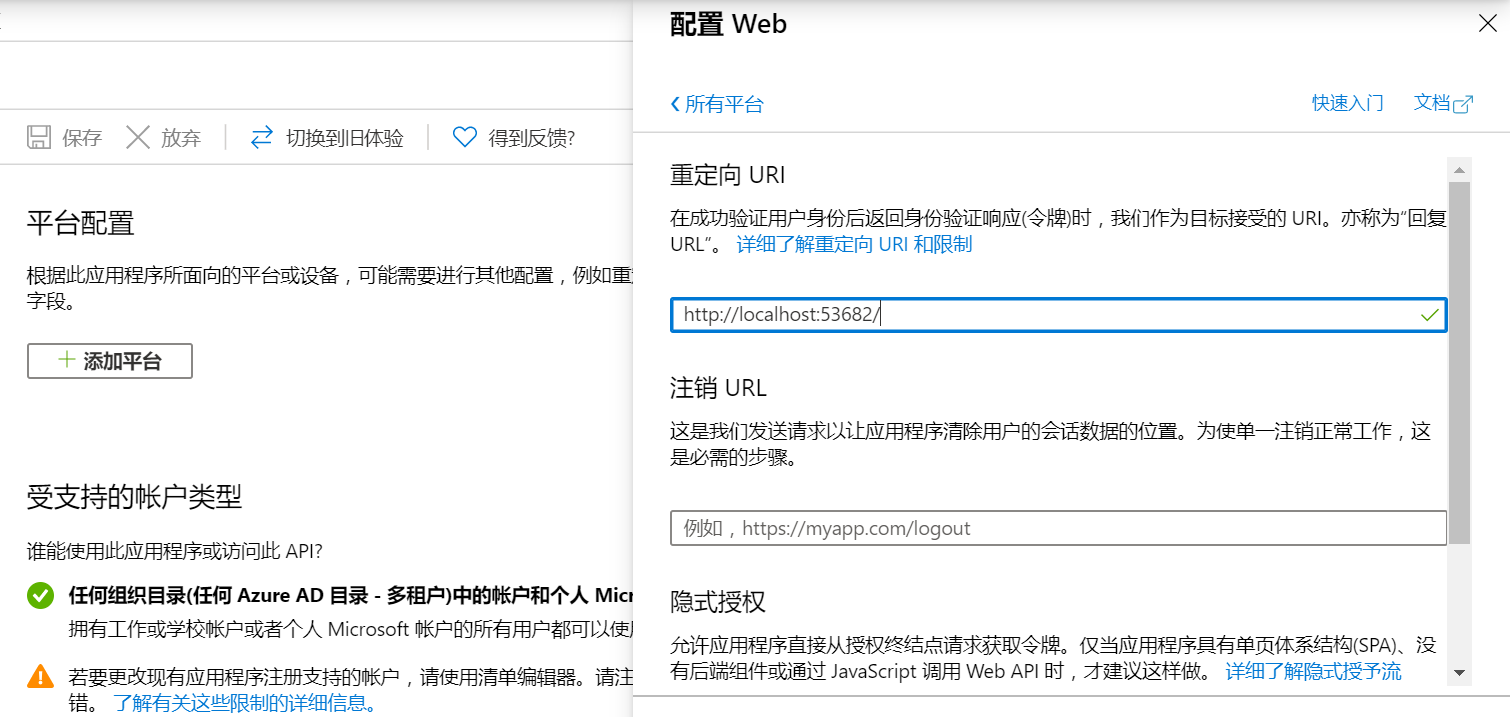 配置 Web
所有平台
快速入门
文档
保存
放弃
切换到旧体验
得到反馈?
平台配置
根据此应用程序所面向的平台或设备，可能需要进行其他配置，例如重
字段。
添加平台
受支持的帐户类型
谁能使用此应用程序或访问此 API?
任何组织目录(任何 Azure AD 目录 - 多租户)中的帐户和个人 Micr
拥有工作或学校帐户或者个人 Microsoft 帐户的所有用户都可以使
若要更改现有应用程序注册支持的帐户，请使用清单编辑器。请注
错。 了解有关这些限制的详细信息。
重定向 URI
在成功验证用户身份后返回身份验证响应(令牌)时，我们作为目标接受的 URI。亦称为“回复
URL”。 详细了解重定向 URI 和限制
http://localhost:53682/
注销 URL
这是我们发送请求以让应用程序清除用户的会话数据的位置。为使单一注销正常工作，这
是必需的步骤。
例如，https://myapp.com/logout
隐式授权
允许应用程序直接从授权终结点请求获取令牌。仅当应用程序具有单页体系结构(SPA)、没
有后端组件或通过 JavaScript 调用 Web API 时，才建议这样做。 详细了解隐式授予流